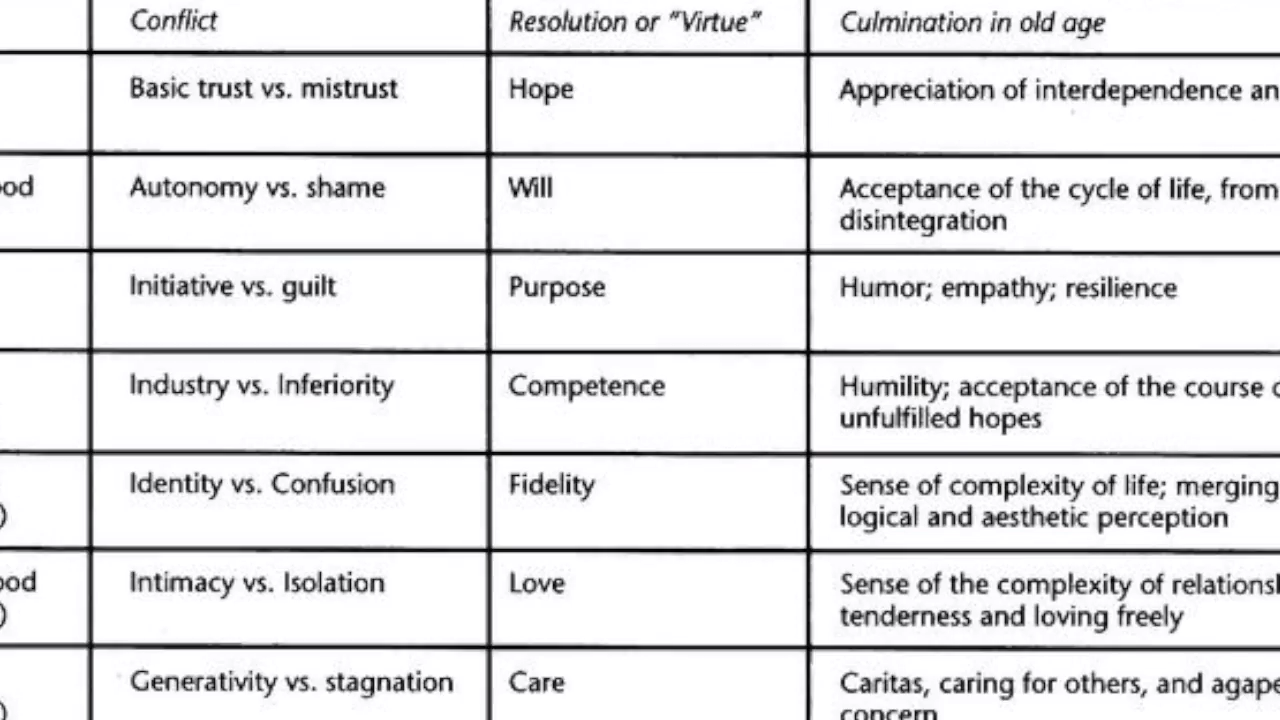 Conflict
Resolution or "Virtue"
Culmination in old age
Basic trust vs. mistrust
Hope
Appreciation of interdependence an
ood
Autonomy vs. shame
Will
Acceptance of the cycle of life, from
disintegration
Initiative vs. guilt
Purpose
Humor; empathy; resilience
Industry vs. Inferiority
Competence
Humility; acceptance of the course
unfulfilled hopes
Identity vs. Confusion
Fidelity
Sense of complexity of life; merging
)
logical and aesthetic perception
ood
Intimacy vs. Isolation
Love
Sense of the complexity of relations
)
tenderness and loving freely
Generativity vs. stagnation
Care
Caritas, caring for others, and agape
)
concern